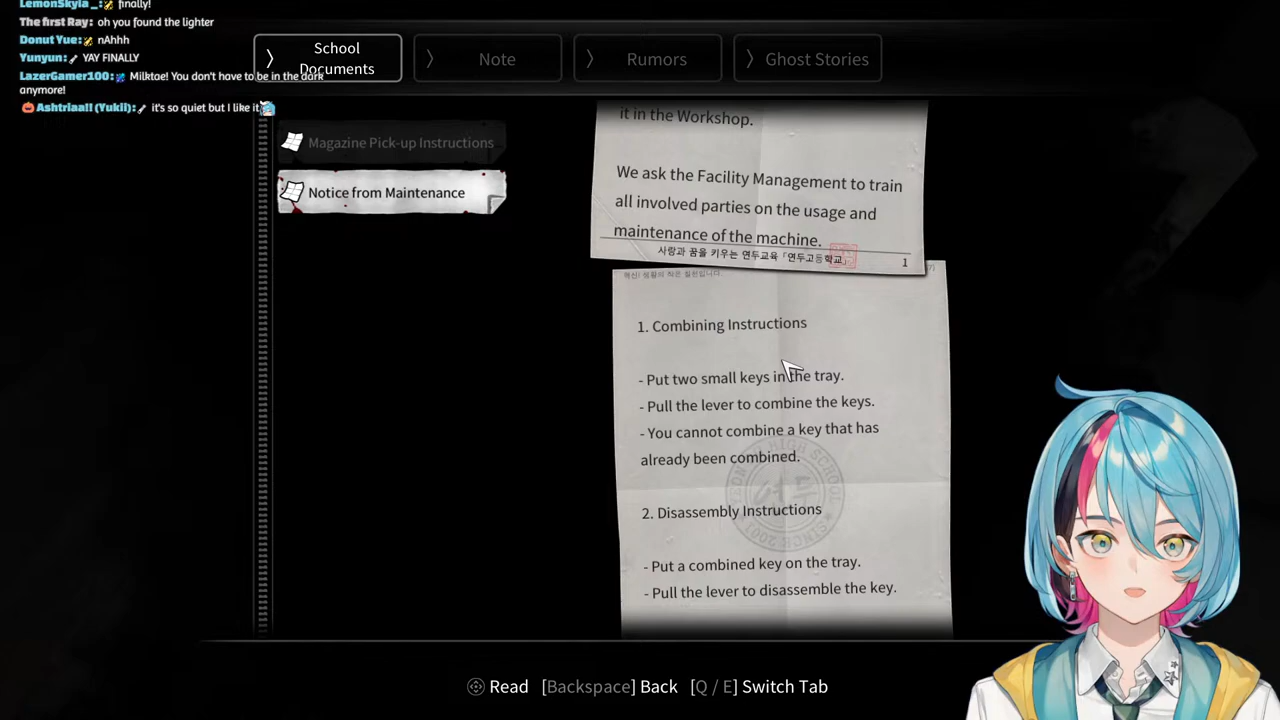 LemonSkyla_: finally!
The first Ray: oh you found the lighter
Donut Yue: nAhhh
Yunyun: YAY FINALLY
LazerGamer100: Milktae! You don't have to be in the dark
anymore!
Ashtriaa!! (Yukii): it's so quiet but I like it
School
Documents
Note
Rumors
Ghost Stories
Magazine Pick-up Instructions
Notice from Maintenance
it in the Workshop.
We ask the Facility Management to train
all involved parties on the usage and
maintenance of the machine.
사랑과 꿈을 키우는 연두교육 「연두고등학교」
1
1. Combining Instructions
- Put two small keys in the tray.
- Pull the lever to combine the keys.
- You cannot combine a key that has
already been combined.
2. Disassembly Instructions
- Put a combined key on the tray.
- Pull the lever to disassemble the key.
Read [Backspace] Back [Q / E] Switch Tab